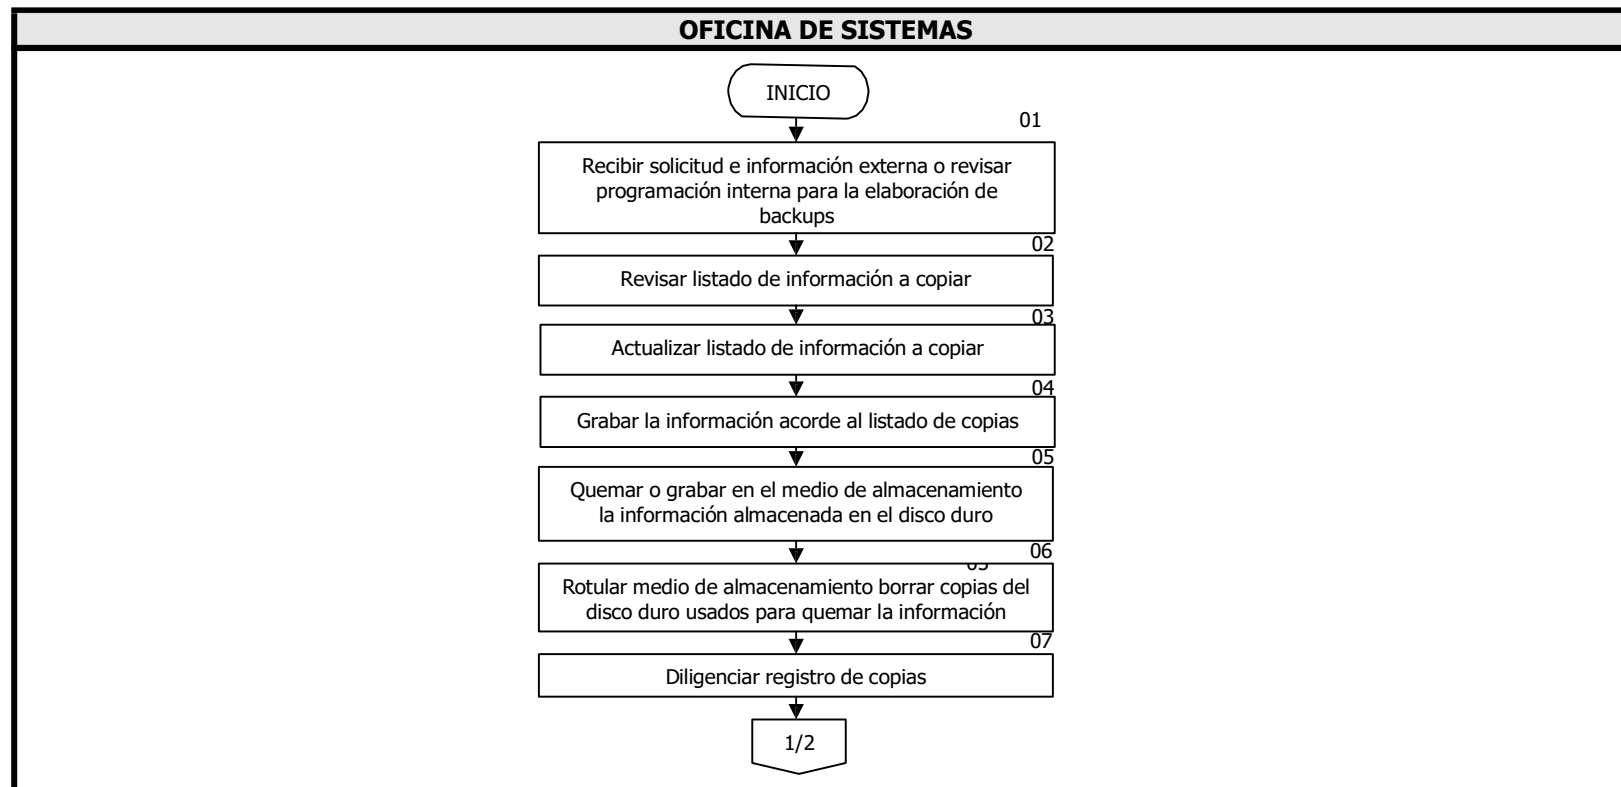 OFICINA DE SISTEMAS
INICIO
01
Recibir solicitud e información externa o revisar
programación interna para la elaboración de
backups
02
Revisar listado de información a copiar
03
Actualizar listado de información a copiar
04
Grabar la información acorde al listado de copias
05
Quemar o grabar en el medio de almacenamiento
la información almacenada en el disco duro
06
Rotular medio de almacenamiento borrar copias del
disco duro usados para quemar la información
07
Diligenciar registro de copias
1/2